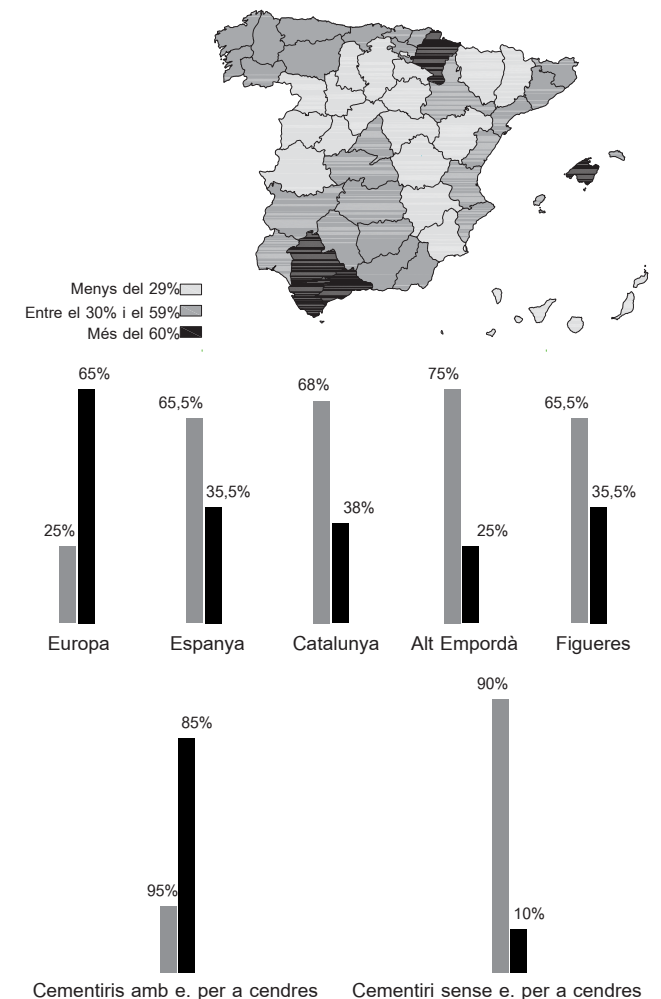 Menys del 29%
Entre el 30% i el 59%
Més del 60%
65%
25%
Europa
65,5%
35,5%
Espanya
68%
38%
Catalunya
75%
25%
Alt Empordà
65,5%
35,5%
Figueres
85%
95%
Cementiris amb e. per a cendres
90%
10%
Cementiri sense e. per a cendres